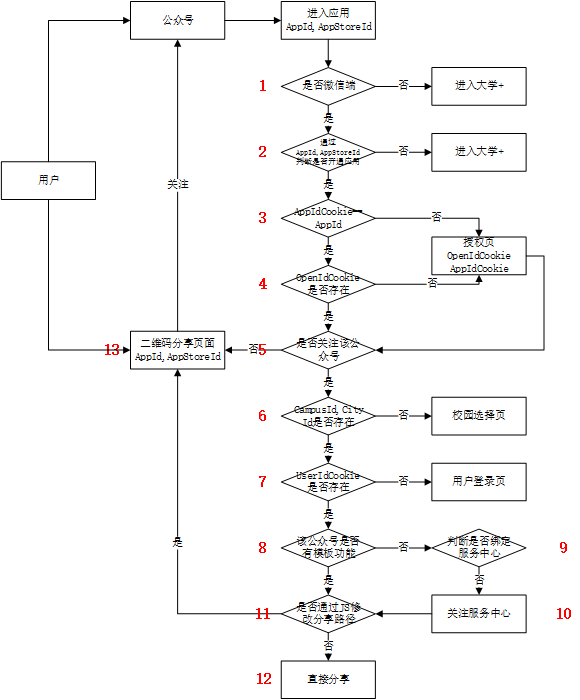 公众号
进入应用
AppId,AppStoreId
1
是否微信端
否
进入大学+
是
2
通过
AppId,AppStoreId
判断是否开通应用
否
进入大学+
用户
关注
是
3
AppIdCookie—
AppId
否
授权页
OpenIdCookie
AppIdCookie
是
4
OpenIdCookie
是否存在
否
是
13
二维码分享页面
AppId,AppStoreId
否
5
是否关注该公
众号
是
6
CampusId,City
Id是否存在
否
校园选择页
是
7
UserIdCookie
是否存在
否
用户登录页
是
8
该公众号是否
有模板功能
否
判断是否绑定
服务中心
9
是
是
否
11
是否通过JS修
改分享路径
关注服务中心
10
否
12
直接分享